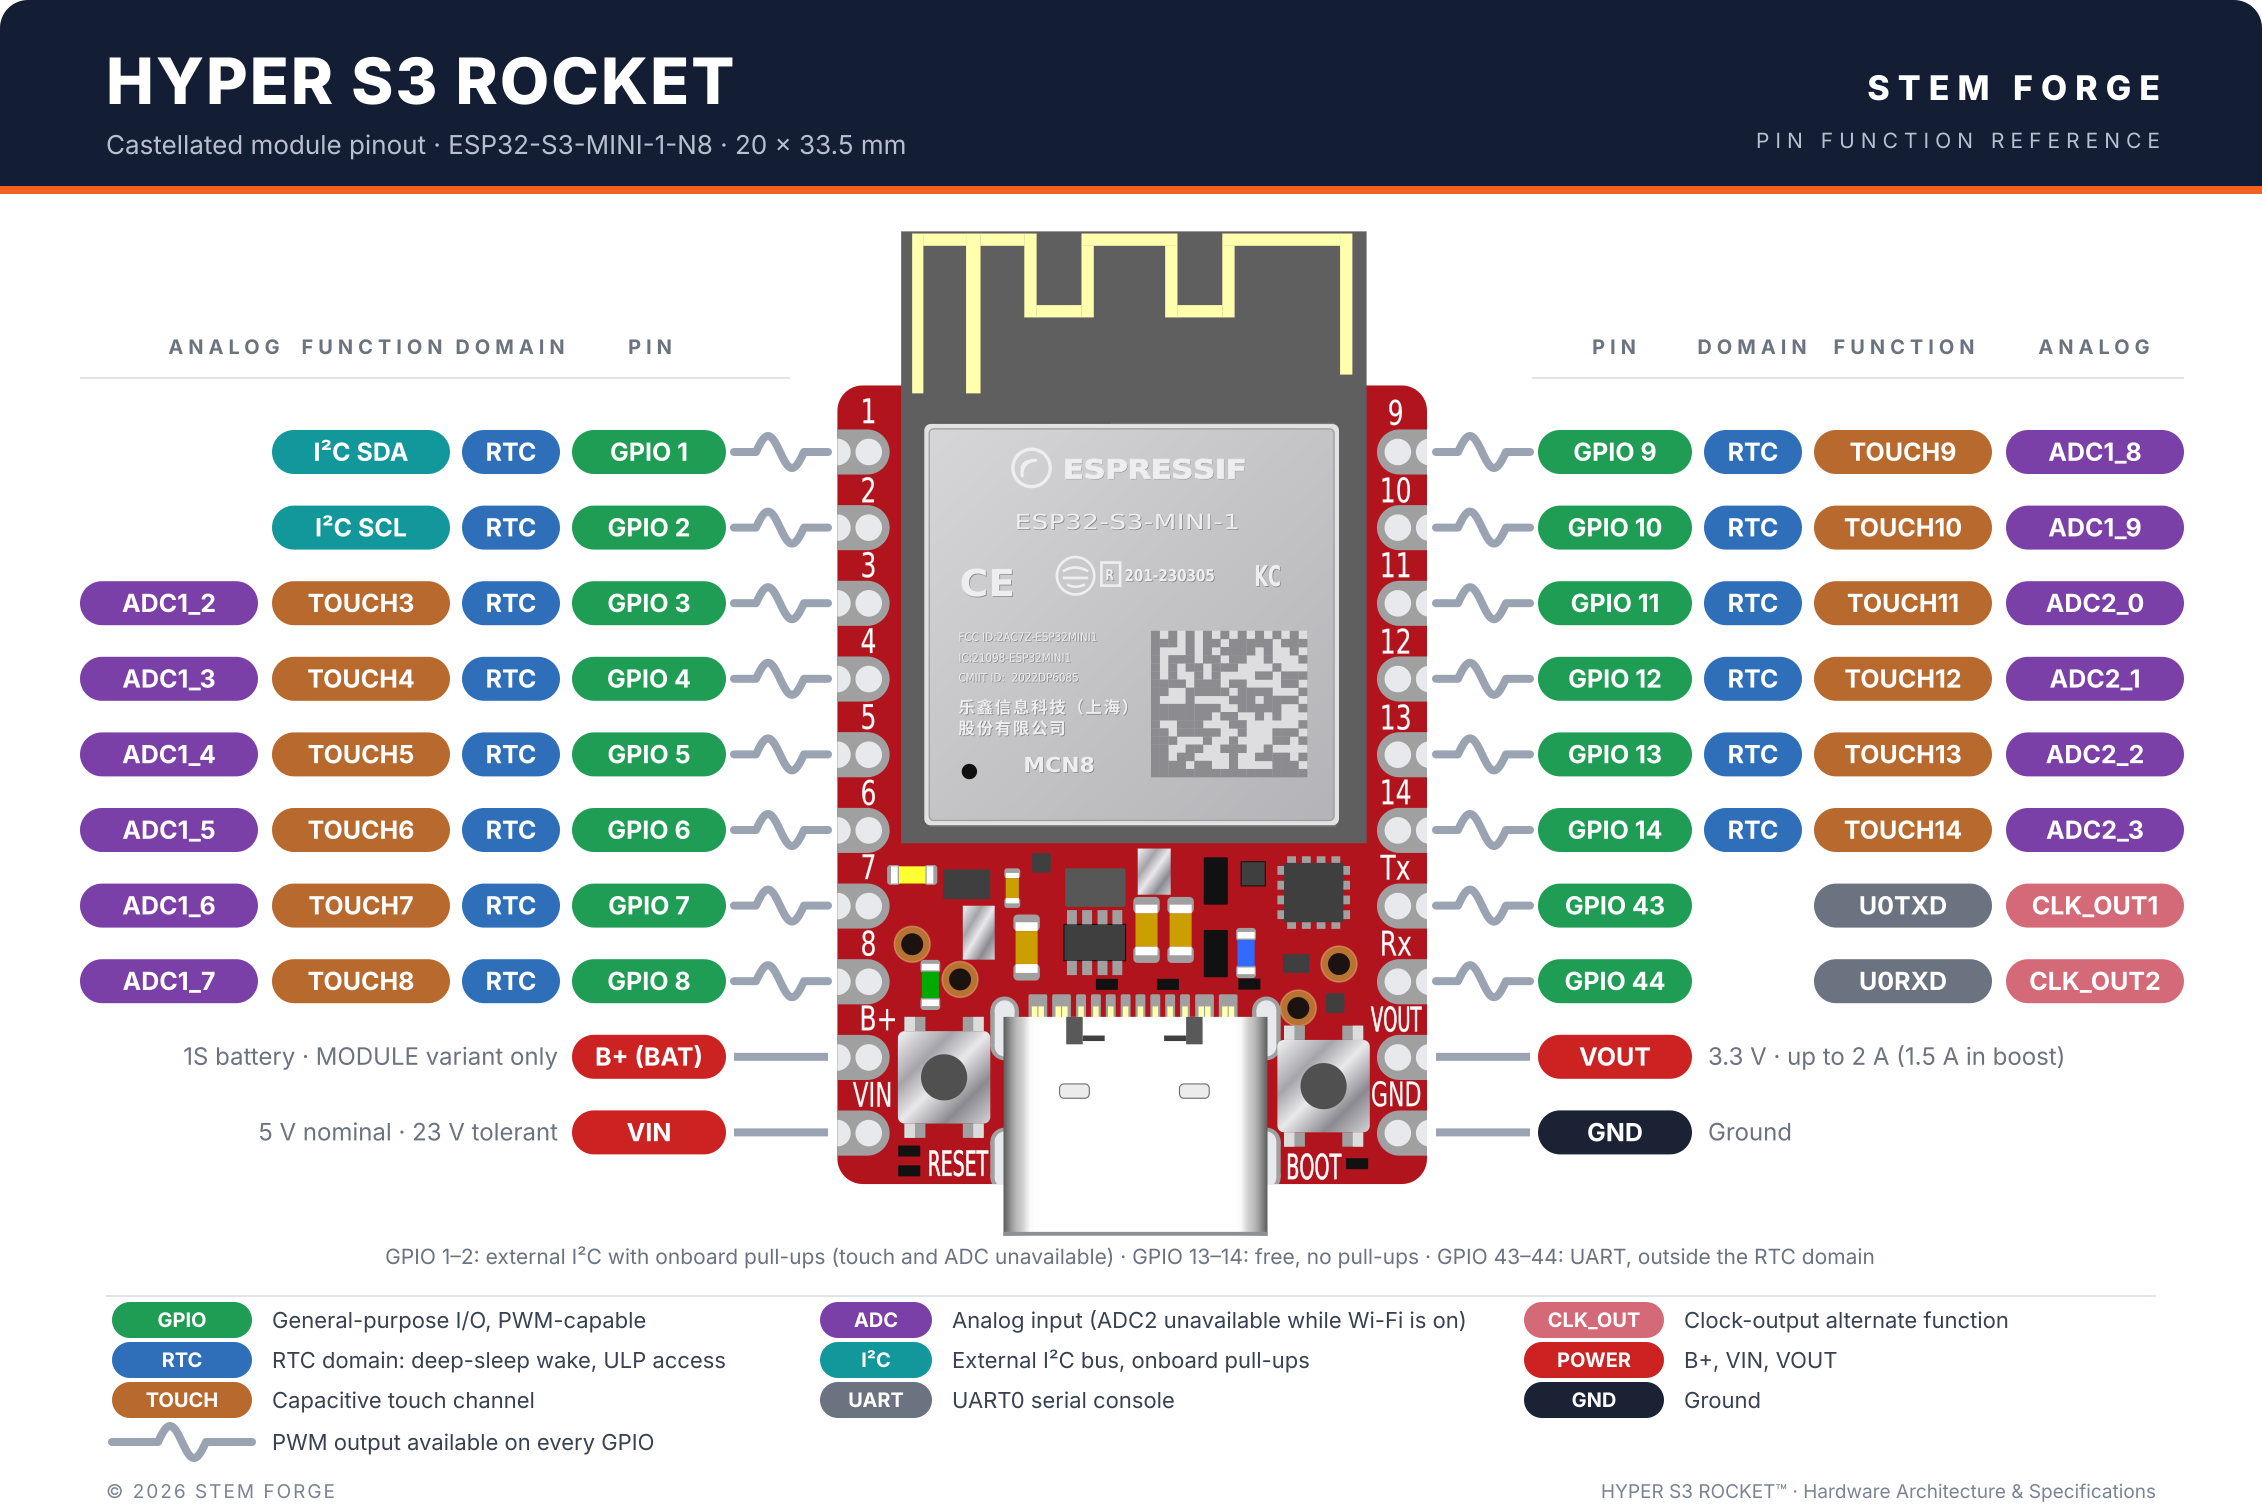 HYPER S3 ROCKET
Castellated module pinout · ESP32-S3-MINI-1-N8 · 20 × 33.5 mm
STEM FORGE
PIN FUNCTION REFERENCE
ANALOG FUNCTION DOMAIN PIN
PIN DOMAIN FUNCTION ANALOG
I²C SDA RTC GPIO 1
I²C SCL RTC GPIO 2
ADC1_2 TOUCH3 RTC GPIO 3
ADC1_3 TOUCH4 RTC GPIO 4
ADC1_4 TOUCH5 RTC GPIO 5
ADC1_5 TOUCH6 RTC GPIO 6
ADC1_6 TOUCH7 RTC GPIO 7
ADC1_7 TOUCH8 RTC GPIO 8
1S battery · MODULE variant only B+ (BAT)
5 V nominal · 23 V tolerant VIN
1
2
3
4
5
6
7
8
B+
VIN
RESET
ESPRESSIF
ESP32-S3-MINI-1
CE R 201-230305 KC
FCC ID:2AC7Z-ESP32MINI1
IC:21098-ESP32MINI1
CMIIT ID: 2022DP6085
乐鑫信息科技（上海）
股份有限公司
MCN8
9
10
11
12
13
14
Tx
Rx
VOUT
GND
BOOT
GPIO 9 RTC TOUCH9 ADC1_8
GPIO 10 RTC TOUCH10 ADC1_9
GPIO 11 RTC TOUCH11 ADC2_0
GPIO 12 RTC TOUCH12 ADC2_1
GPIO 13 RTC TOUCH13 ADC2_2
GPIO 14 RTC TOUCH14 ADC2_3
GPIO 43 U0TXD CLK_OUT1
GPIO 44 U0RXD CLK_OUT2
VOUT 3.3 V · up to 2 A (1.5 A in boost)
GND Ground
GPIO 1–2: external I²C with onboard pull-ups (touch and ADC unavailable) · GPIO 13–14: free, no pull-ups · GPIO 43–44: UART, outside the RTC domain
GPIO General-purpose I/O, PWM-capable
RTC RTC domain: deep-sleep wake, ULP access
TOUCH Capacitive touch channel
PWM output available on every GPIO
ADC Analog input (ADC2 unavailable while Wi-Fi is on)
I²C External I²C bus, onboard pull-ups
UART UART0 serial console
CLK_OUT Clock-output alternate function
POWER B+, VIN, VOUT
GND Ground
© 2026 STEM FORGE
HYPER S3 ROCKET™ · Hardware Architecture & Specifications